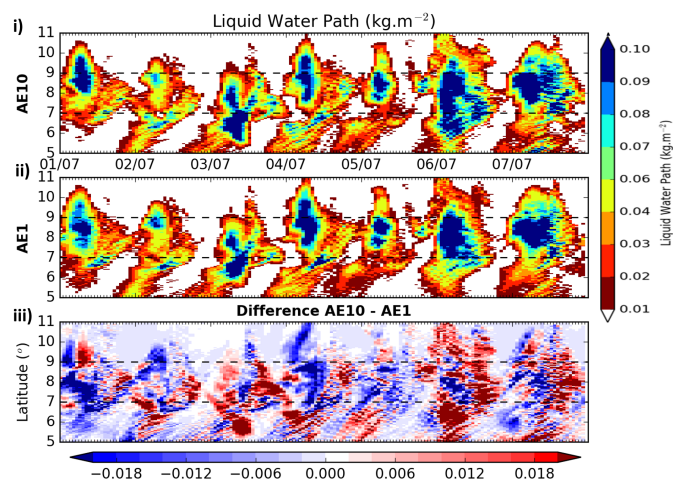 i)
Liquid Water Path (kg.m⁻²)
AE10
11
10
9
8
7
6
5
01/07 02/07 03/07 04/07 05/07 06/07 07/07
ii)
AE1
11
10
9
8
7
6
5
0.10
0.09
0.08
0.07
0.06
0.05
0.04
0.03
0.02
0.01
Liquid Water Path (kg.m⁻²)
iii)
Difference AE10 - AE1
Latitude (°)
11
10
9
8
7
6
5
−0.018 −0.012 −0.006 0.000 0.006 0.012 0.018